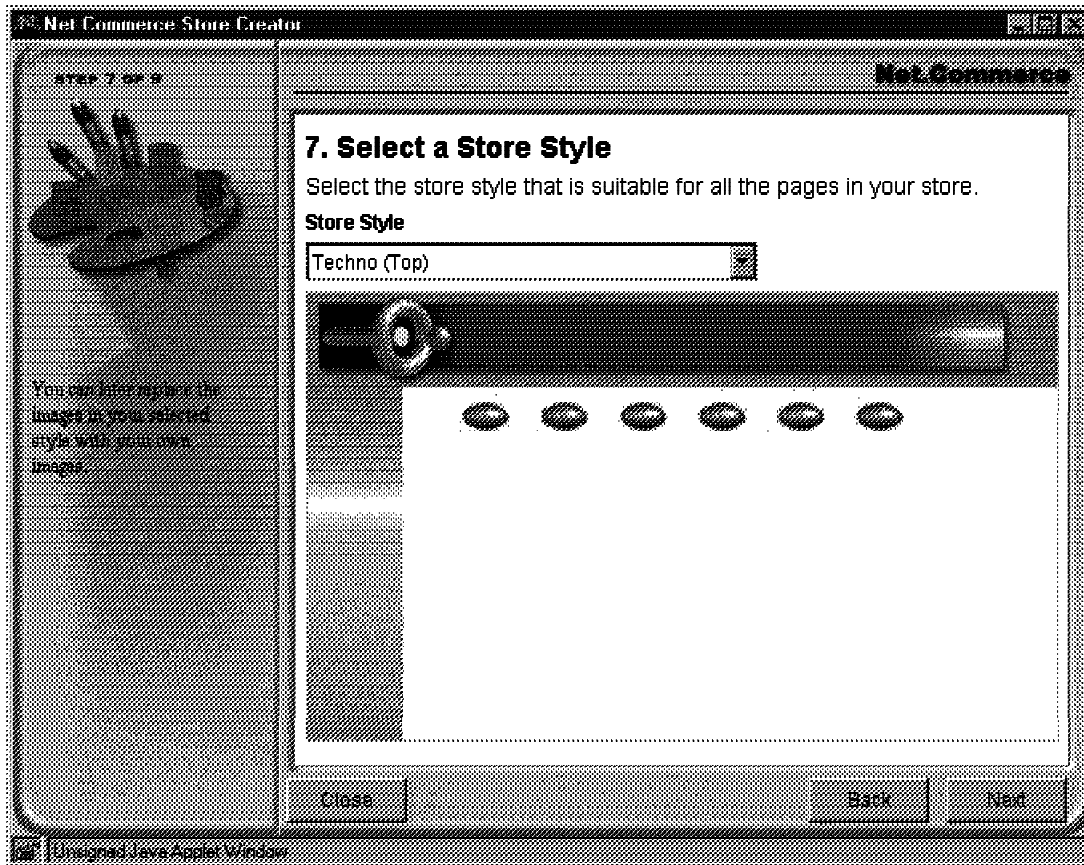 Net Commerce Store Creator
STEP 7 OF 9
Net.Commerce
7. Select a Store Style
Select the store style that is suitable for all the pages in your store.
Store Style
Techno (Top)
You can later replace the
images in your selected
style with your own
images.
Close
Back
Next
Unsigned Java Applet Window